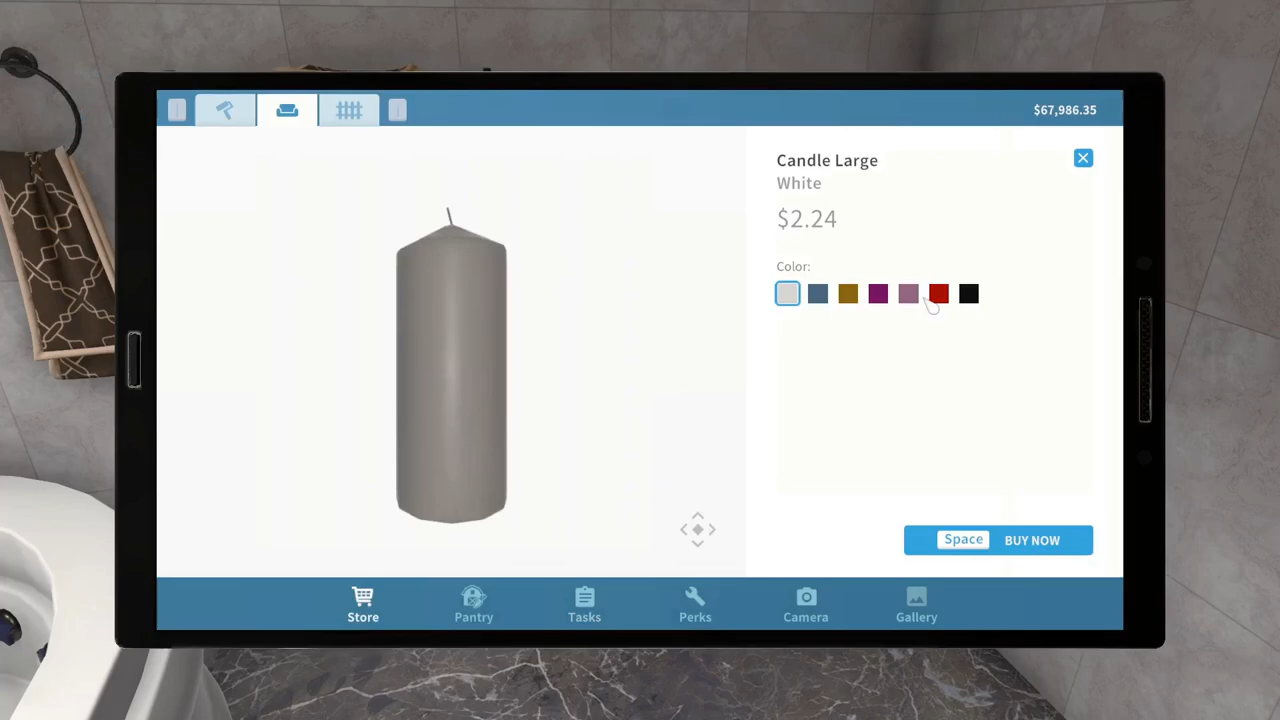 $67,986.35
Candle Large
White
$2.24
Color:
Space BUY NOW
Store
Pantry
Tasks
Perks
Camera
Gallery